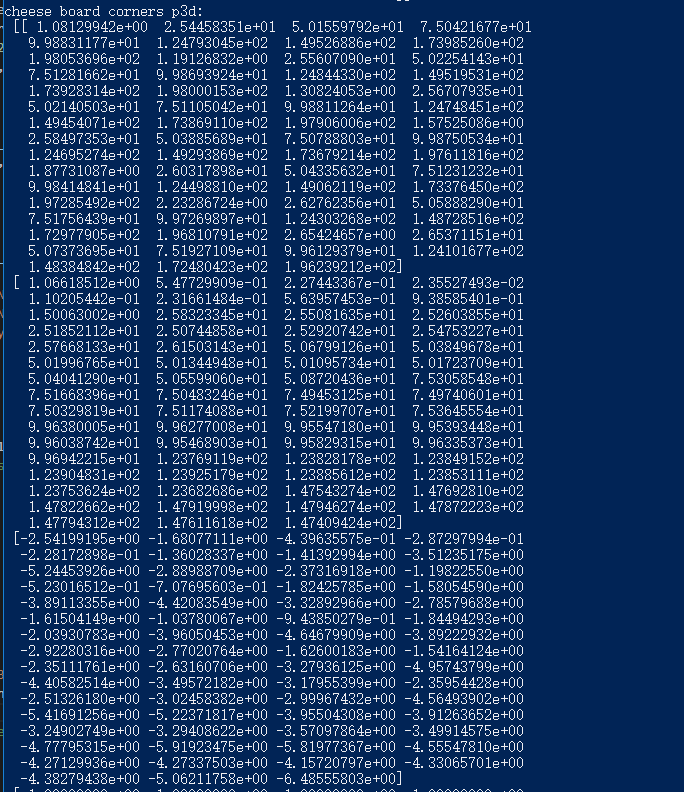 cheese board corners p3d:
[[ 1.08129942e+00  2.54458351e+01  5.01559792e+01  7.50421677e+01
9.98831177e+01  1.24793045e+02  1.49526886e+02  1.73985260e+02
1.98053696e+02  1.19126832e+00  2.55607090e+01  5.02254143e+01
7.51281662e+01  9.98693924e+01  1.24844330e+02  1.49519531e+02
1.73928314e+02  1.98000153e+02  1.30824053e+00  2.56707935e+01
5.02140503e+01  7.51105042e+01  9.98811264e+01  1.24748451e+02
1.49454071e+02  1.73869110e+02  1.97906006e+02  1.57525086e+00
2.58497353e+01  5.03885689e+01  7.50788803e+01  9.98750534e+01
1.24695274e+02  1.49293869e+02  1.73679214e+02  1.97611816e+02
1.87731087e+00  2.60317898e+01  5.04335632e+01  7.51231232e+01
9.98414841e+01  1.24498810e+02  1.49062119e+02  1.73376450e+02
1.97285492e+02  2.23286724e+00  2.62762356e+01  5.05888290e+01
7.51756439e+01  9.97269897e+01  1.24303268e+02  1.48728516e+02
1.72977905e+02  1.96810791e+02  2.65424657e+00  2.65371151e+01
5.07373695e+01  7.51927109e+01  9.96129379e+01  1.24101677e+02
1.48384842e+02  1.72480423e+02  1.96239212e+02]
[ 1.06618512e+00  5.47729909e-01  2.27443367e-01  2.35527493e-02
1.10205442e-01  2.31661484e-01  5.63957453e-01  9.38585401e-01
1.50063002e+00  2.58323345e+01  2.55081635e+01  2.52603855e+01
2.51852112e+01  2.50744858e+01  2.52920742e+01  2.54753227e+01
2.57668133e+01  2.61503143e+01  5.06799126e+01  5.03849678e+01
5.01996765e+01  5.01344948e+01  5.01095734e+01  5.01723709e+01
5.04041290e+01  5.05599060e+01  5.08720436e+01  7.53058548e+01
7.51668396e+01  7.50483246e+01  7.49453125e+01  7.49740601e+01
7.50329819e+01  7.51174088e+01  7.52199707e+01  7.53645554e+01
9.96380005e+01  9.96277008e+01  9.95547180e+01  9.95393448e+01
9.96038742e+01  9.95468903e+01  9.95829315e+01  9.96335373e+01
9.96942215e+01  1.23769119e+02  1.23828178e+02  1.23849152e+02
1.23904831e+02  1.23925179e+02  1.23885612e+02  1.23853111e+02
1.23753624e+02  1.23682686e+02  1.47543274e+02  1.47692810e+02
1.47822662e+02  1.47919998e+02  1.47946274e+02  1.47872223e+02
1.47794312e+02  1.47611618e+02  1.47409424e+02]
[-2.54199195e+00 -1.68077111e+00 -4.39635575e-01 -2.87297994e-01
-2.28172898e-01 -1.36028337e+00 -1.41392994e+00 -3.51235175e+00
-5.24453926e+00 -2.88988709e+00 -2.37316918e+00 -1.19822550e+00
-5.23016512e-01 -7.07695603e-01 -1.82425785e+00 -1.58054590e+00
-3.89113355e+00 -4.42083549e+00 -3.32892966e+00 -2.78579688e+00
-1.61504149e+00 -1.03780067e+00 -9.43850279e-01 -1.84494293e+00
-2.03930783e+00 -3.96050453e+00 -4.64679909e+00 -3.89222932e+00
-2.92280316e+00 -2.77020764e+00 -1.62600183e+00 -1.54164124e+00
-2.35111761e+00 -2.63160706e+00 -3.27936125e+00 -4.95743799e+00
-4.40582514e+00 -3.49572182e+00 -3.17955399e+00 -2.35954428e+00
-2.51326180e+00 -3.02458382e+00 -2.99967432e+00 -4.56493902e+00
-5.41691256e+00 -5.22371817e+00 -3.95504308e+00 -3.91263652e+00
-3.24902749e+00 -3.29408622e+00 -3.57097864e+00 -3.49914575e+00
-4.77795315e+00 -5.91923475e+00 -5.81977367e+00 -4.55547810e+00
-4.27129936e+00 -4.27337503e+00 -4.15720797e+00 -4.33065701e+00
-4.38279438e+00 -5.06211758e+00 -6.48555803e+00]